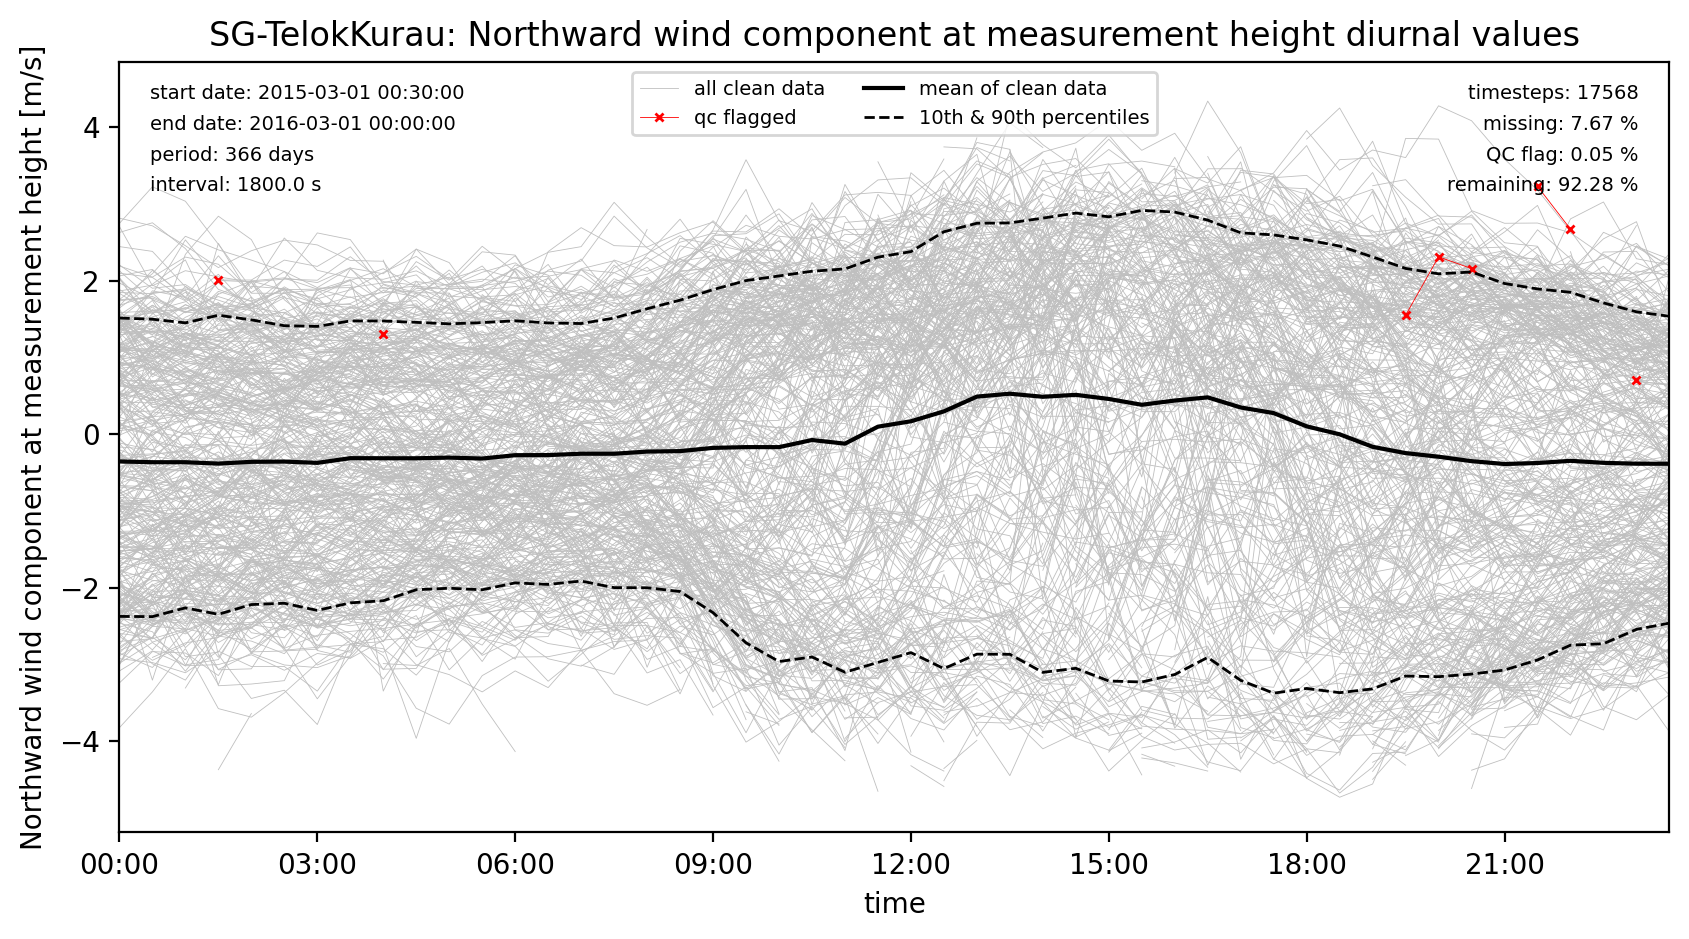 SG-TelokKurau: Northward wind component at measurement height diurnal values
Northward wind component at measurement height [m/s]
start date: 2015-03-01 00:30:00
end date: 2016-03-01 00:00:00
period: 366 days
interval: 1800.0 s
all clean data
qc flagged
mean of clean data
10th & 90th percentiles
timesteps: 17568
missing: 7.67 %
QC flag: 0.05 %
remaining: 92.28 %
4
2
0
−2
−4
00:00 03:00 06:00 09:00 12:00 15:00 18:00 21:00
time